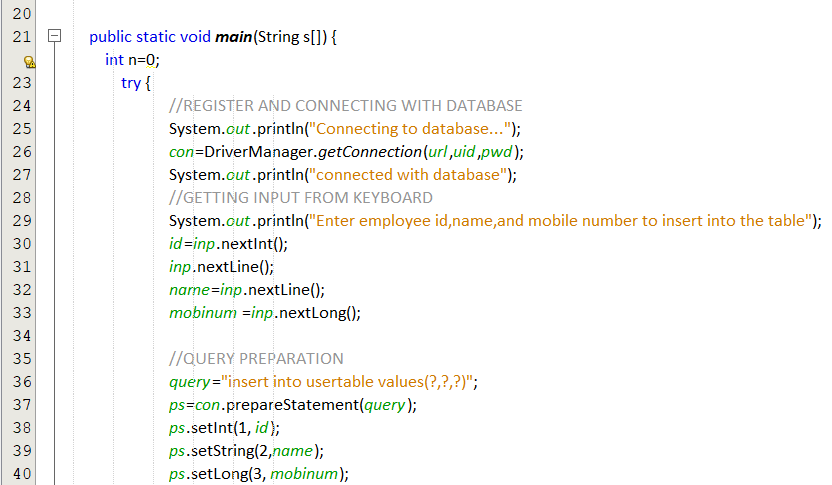 20
21 public static void main(String s[]) {
int n=0;
23 try {
24 //REGISTER AND CONNECTING WITH DATABASE
25 System.out.println("Connecting to database...");
26 con=DriverManager.getConnection(url,uid,pwd);
27 System.out.println("connected with database");
28 //GETTING INPUT FROM KEYBOARD
29 System.out.println("Enter employee id,name,and mobile number to insert into the table");
30 id=inp.nextInt();
31 inp.nextLine();
32 name=inp.nextLine();
33 mobinum =inp.nextLong();
34
35 //QUERY PREPARATION
36 query="insert into usertable values(?,?,?)";
37 ps=con.prepareStatement(query);
38 ps.setInt(1, id);
39 ps.setString(2,name);
40 ps.setLong(3, mobinum);